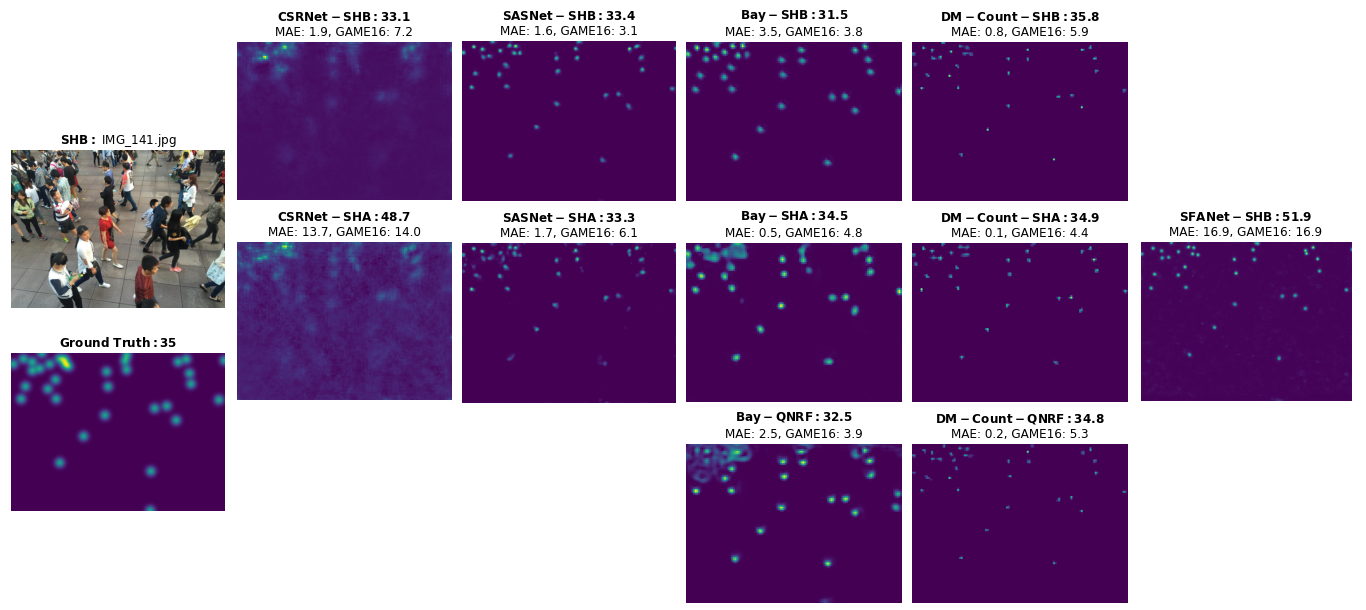 SHB: IMG_141.jpg
Ground Truth: 35
CSRNet − SHB: 33.1
MAE: 1.9, GAME16: 7.2
SASNet − SHB: 33.4
MAE: 1.6, GAME16: 3.1
Bay − SHB: 31.5
MAE: 3.5, GAME16: 3.8
DM − Count − SHB: 35.8
MAE: 0.8, GAME16: 5.9
CSRNet − SHA: 48.7
MAE: 13.7, GAME16: 14.0
SASNet − SHA: 33.3
MAE: 1.7, GAME16: 6.1
Bay − SHA: 34.5
MAE: 0.5, GAME16: 4.8
DM − Count − SHA: 34.9
MAE: 0.1, GAME16: 4.4
SFANet − SHB: 51.9
MAE: 16.9, GAME16: 16.9
Bay − QNRF: 32.5
MAE: 2.5, GAME16: 3.9
DM − Count − QNRF: 34.8
MAE: 0.2, GAME16: 5.3